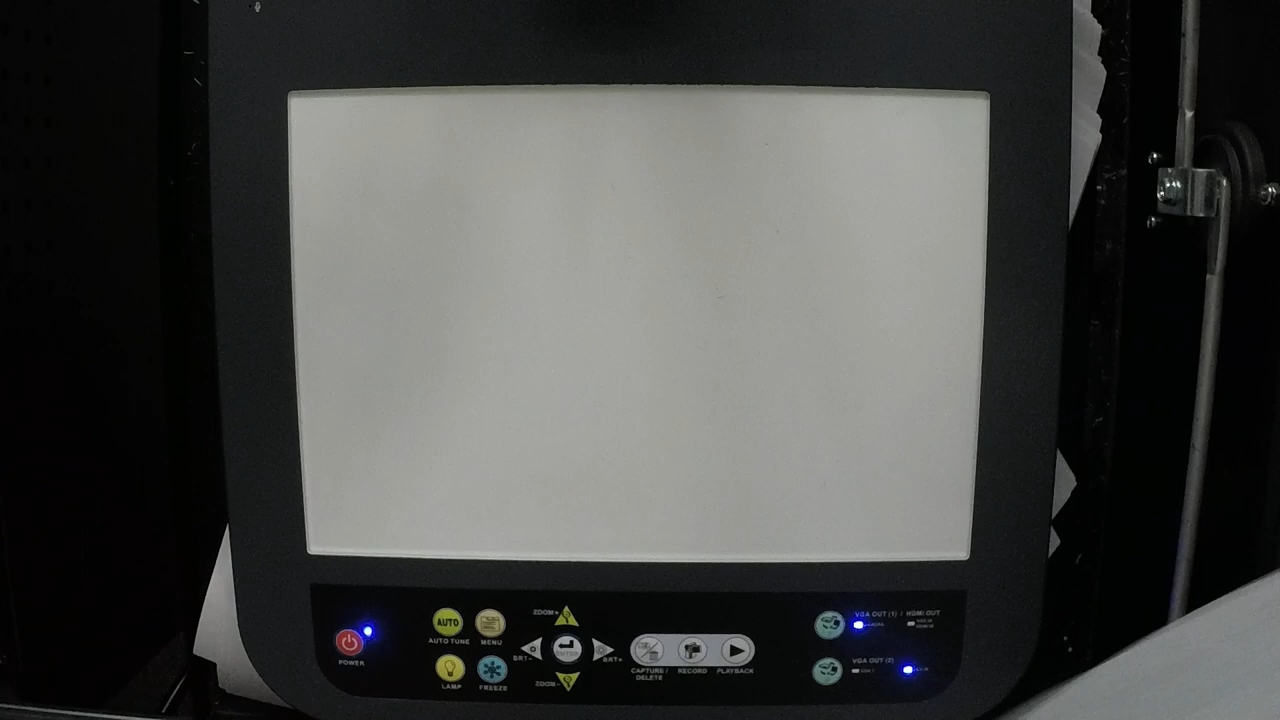 ZOOM+
VGA OUT (1) / HDMI OUT
AUTO
AUTO TUNE
MENU
ENTER
BRT-
BRT+
POWER
VGA OUT (2)
CAPTURE /
DELETE
RECORD
PLAYBACK
LAMP
FREEZE
ZOOM-